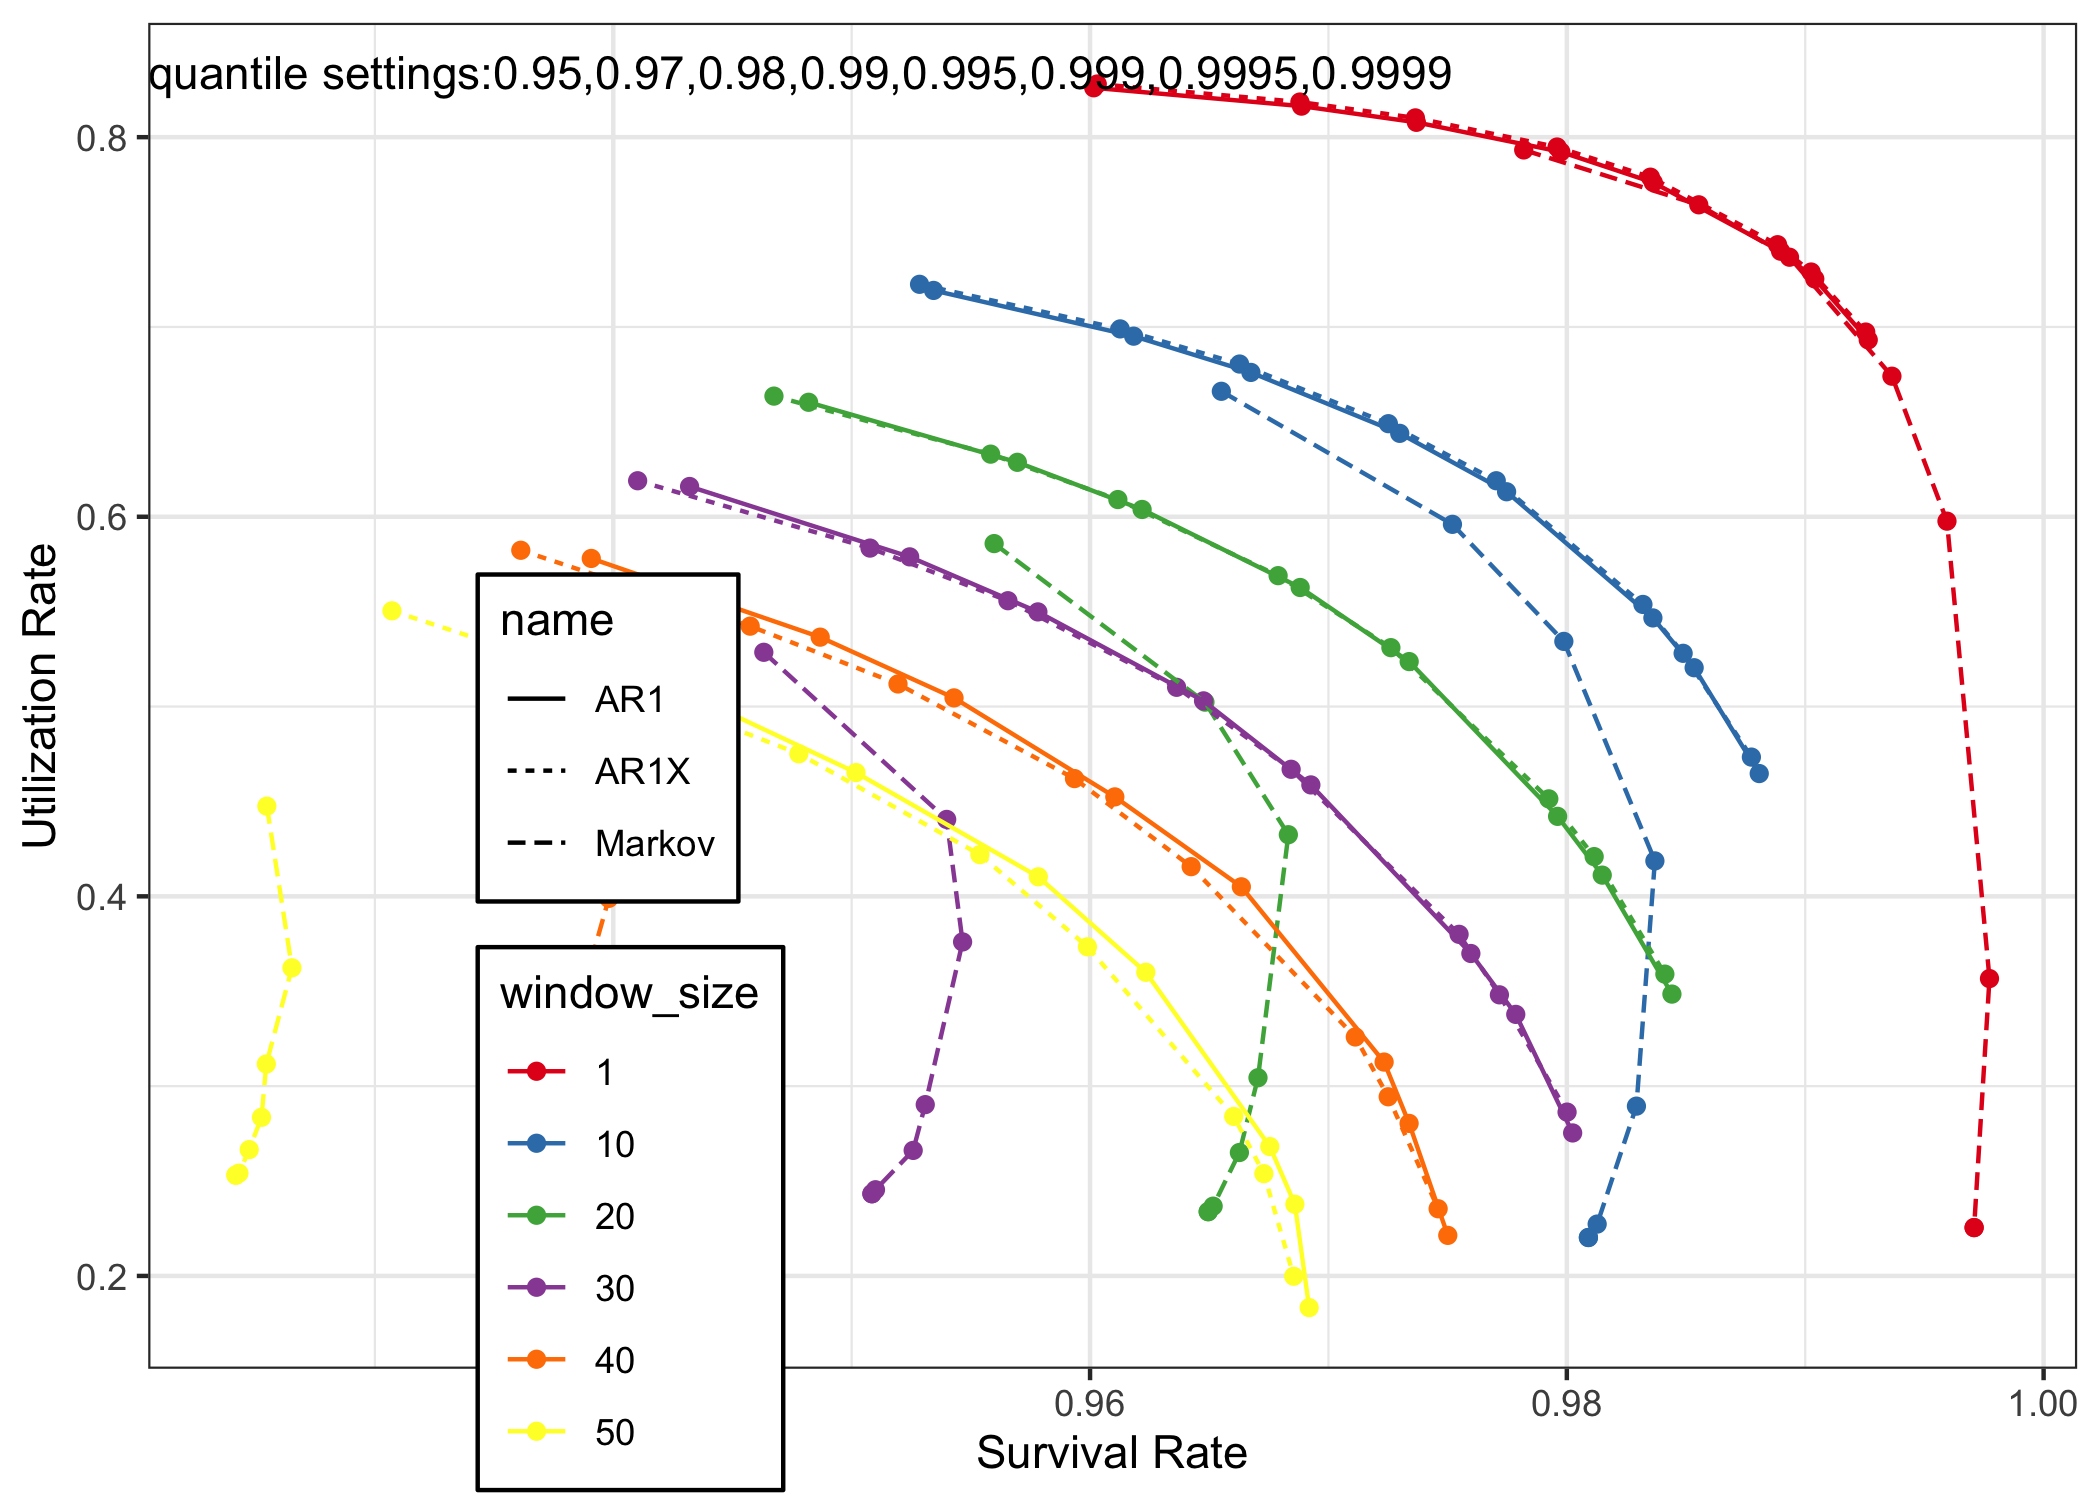 quantile settings:0.95,0.97,0.98,0.99,0.995,0.999,0.9995,0.9999
0.8
0.6
0.4
0.2
Utilization Rate
name
AR1
AR1X
Markov
window_size
1
10
20
30
40
50
0.96
0.98
1.00
Survival Rate